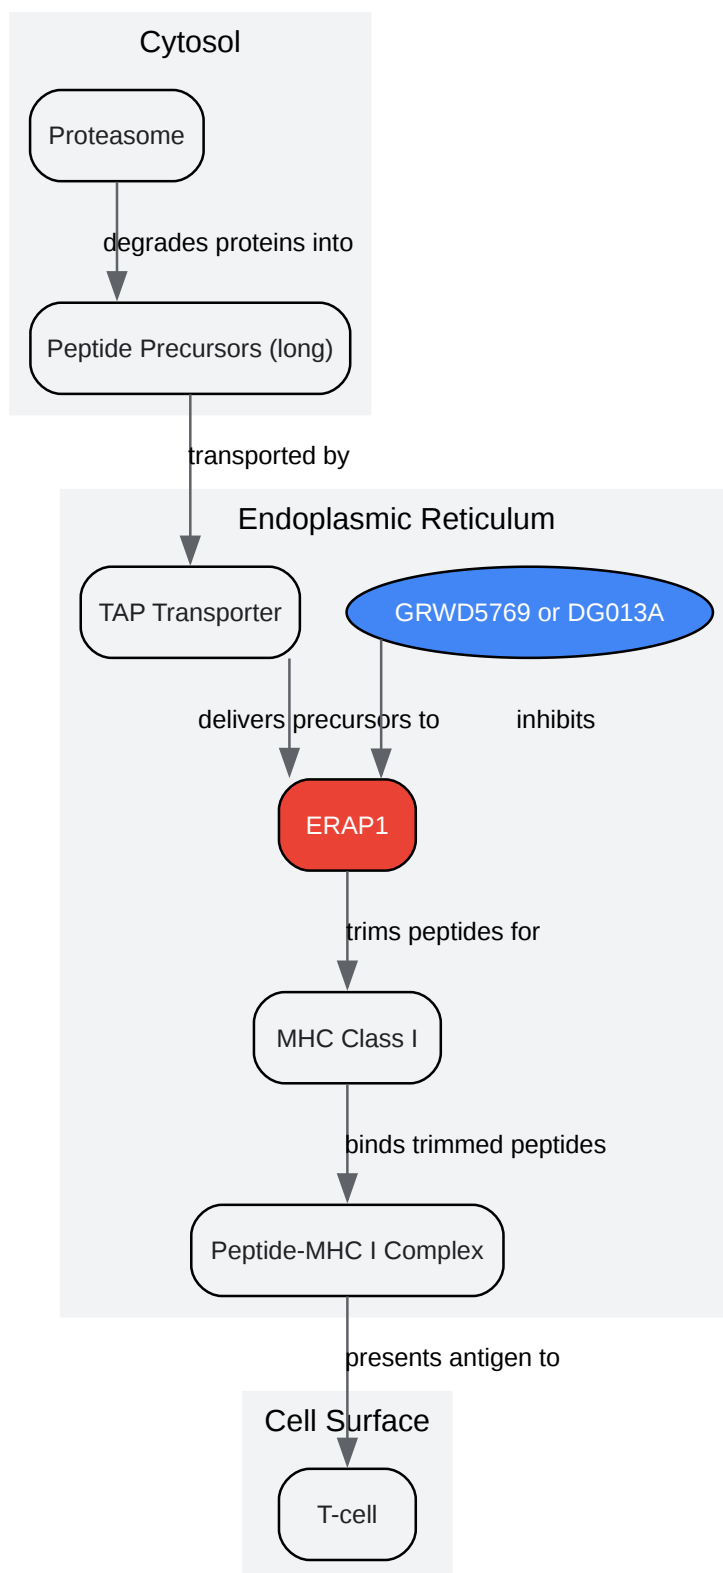 Cytosol
Proteasome
degrades proteins into
Peptide Precursors (long)
transported by
Endoplasmic Reticulum
TAP Transporter
GRWD5769 or DG013A
delivers precursors to
inhibits
ERAP1
trims peptides for
MHC Class I
binds trimmed peptides
Peptide-MHC I Complex
presents antigen to
Cell Surface
T-cell